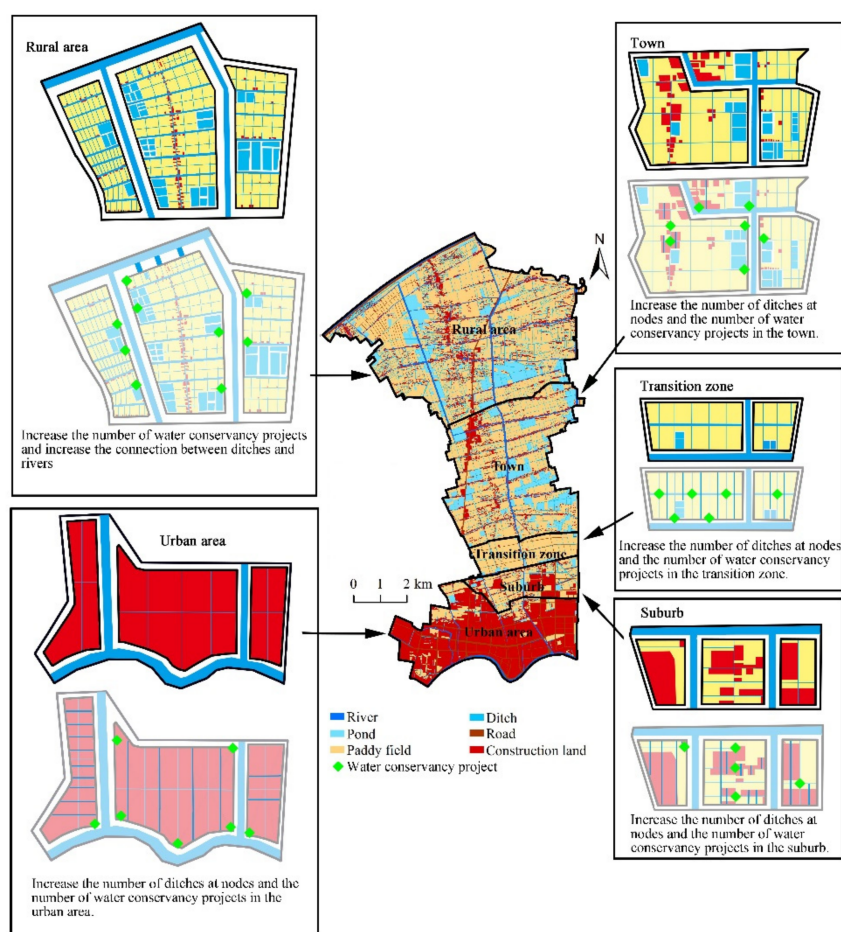 Rural area
Increase the number of water conservancy projects
and increase the connection between ditches and
rivers
Urban area
Increase the number of ditches at nodes and the
number of water conservancy projects in the
urban area.
N
Rural area
Town
Transition zone
Suburb
Urban area
0 1 2 km
River
Ditch
Pond
Road
Paddy field
Construction land
Water conservancy project
Town
Increase the number of ditches at
nodes and the number of water
conservancy projects in the town.
Transition zone
Increase the number of ditches at nodes
and the number of water conservancy
projects in the transition zone.
Suburb
Increase the number of ditches at
nodes and the number of water
conservancy projects in the suburb.